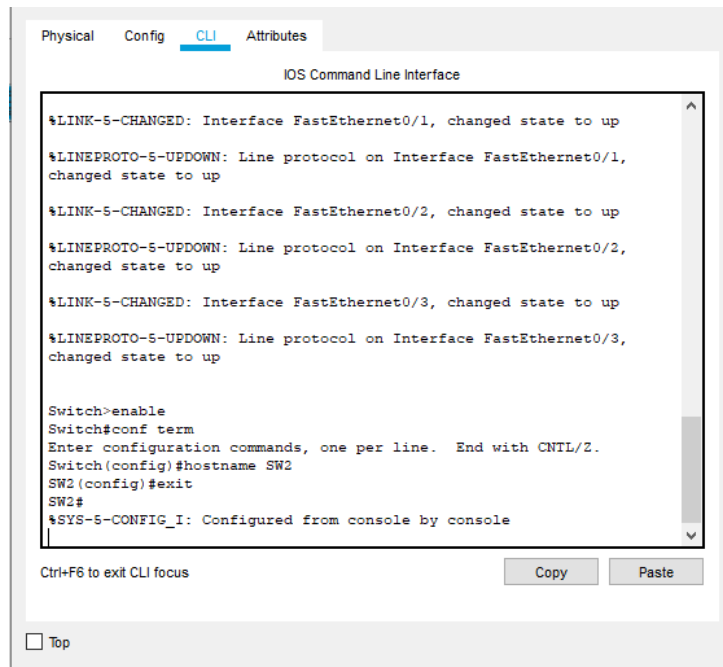 Physical Config CLI Attributes
IOS Command Line Interface
%LINK-5-CHANGED: Interface FastEthernet0/1, changed state to up
%LINEPROTO-5-UPDOWN: Line protocol on Interface FastEthernet0/1,
changed state to up
%LINK-5-CHANGED: Interface FastEthernet0/2, changed state to up
%LINEPROTO-5-UPDOWN: Line protocol on Interface FastEthernet0/2,
changed state to up
%LINK-5-CHANGED: Interface FastEthernet0/3, changed state to up
%LINEPROTO-5-UPDOWN: Line protocol on Interface FastEthernet0/3,
changed state to up
Switch>enable
Switch#conf term
Enter configuration commands, one per line.  End with CNTL/Z.
Switch(config)#hostname SW2
SW2(config)#exit
SW2#
%SYS-5-CONFIG_I: Configured from console by console
Ctrl+F6 to exit CLI focus Copy Paste
Top